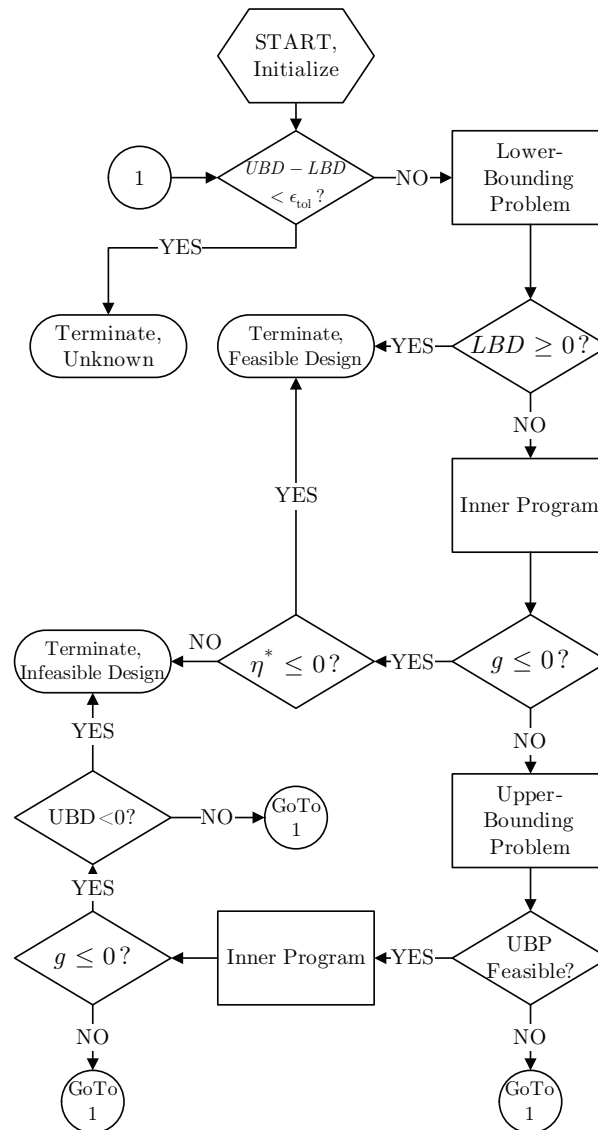 START,
Initialize
1
UBD − LBD
< ϵ_tol ?
NO
Lower-
Bounding
Problem
YES
Terminate,
Unknown
Terminate,
Feasible Design
YES
LBD ≥ 0 ?
NO
YES
Inner Program
Terminate,
Infeasible Design
NO
η* ≤ 0 ?
YES
g ≤ 0 ?
YES
NO
UBD<0?
NO
GoTo
1
Upper-
Bounding
Problem
YES
g ≤ 0 ?
Inner Program
YES
UBP
Feasible?
NO
NO
GoTo
1
GoTo
1